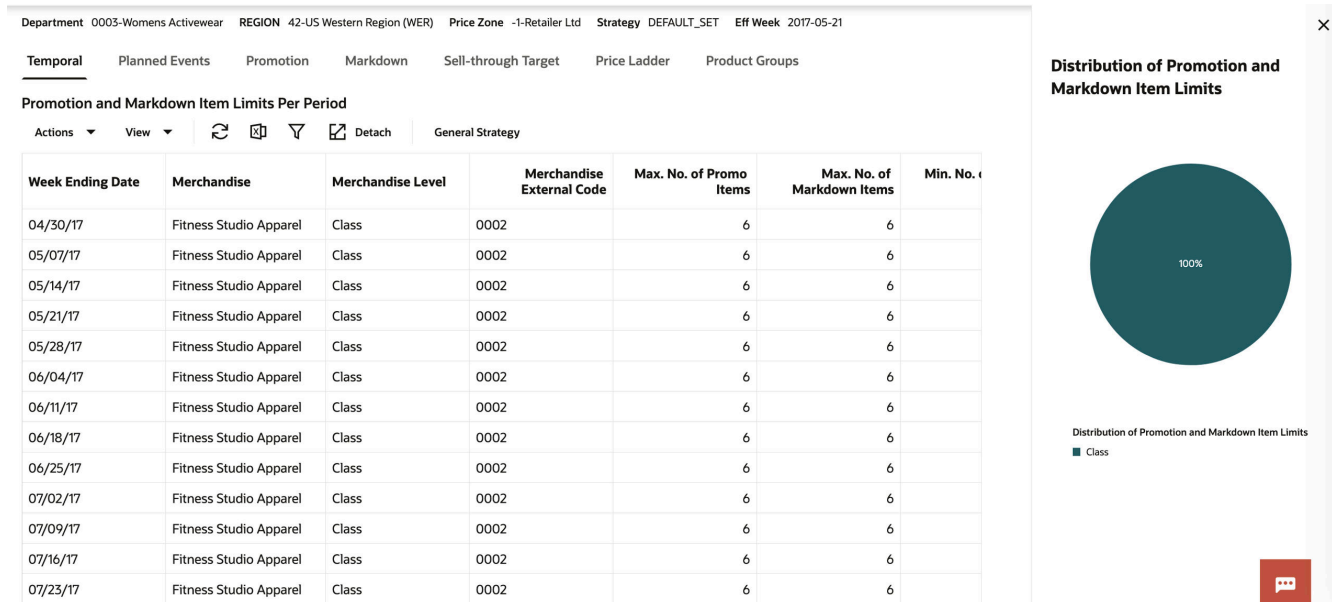 Department 0003-Womens Activewear REGION 42-US Western Region (WER) Price Zone -1-Retailer Ltd Strategy DEFAULT_SET Eff Week 2017-05-21
Temporal Planned Events Promotion Markdown Sell-through Target Price Ladder Product Groups
Promotion and Markdown Item Limits Per Period
Actions View Detach General Strategy
Week Ending Date Merchandise Merchandise Level Merchandise External Code Max. No. of Promo Items Max. No. of Markdown Items Min. No.
04/30/17 Fitness Studio Apparel Class 0002 6 6
05/07/17 Fitness Studio Apparel Class 0002 6 6
05/14/17 Fitness Studio Apparel Class 0002 6 6
05/21/17 Fitness Studio Apparel Class 0002 6 6
05/28/17 Fitness Studio Apparel Class 0002 6 6
06/04/17 Fitness Studio Apparel Class 0002 6 6
06/11/17 Fitness Studio Apparel Class 0002 6 6
06/18/17 Fitness Studio Apparel Class 0002 6 6
06/25/17 Fitness Studio Apparel Class 0002 6 6
07/02/17 Fitness Studio Apparel Class 0002 6 6
07/09/17 Fitness Studio Apparel Class 0002 6 6
07/16/17 Fitness Studio Apparel Class 0002 6 6
07/23/17 Fitness Studio Apparel Class 0002 6 6
Distribution of Promotion and
Markdown Item Limits
100%
Distribution of Promotion and Markdown Item Limits
Class